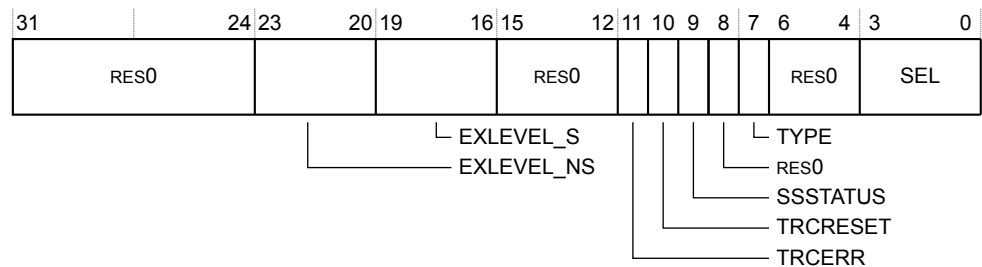 31 24 23 20 19 16 15 12 11 10 9 8 7 6 4 3 0
RES0 RES0 RES0 SEL
EXLEVEL_S TYPE
EXLEVEL_NS RES0
SSSTATUS
TRCRESET
TRCERR